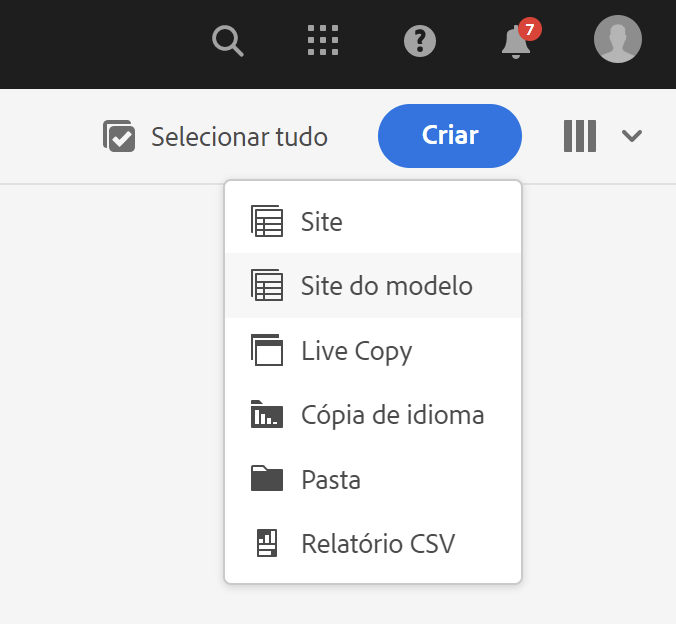 7
Selecionar tudo
Criar
Site
Site do modelo
Live Copy
Cópia de idioma
Pasta
Relatório CSV